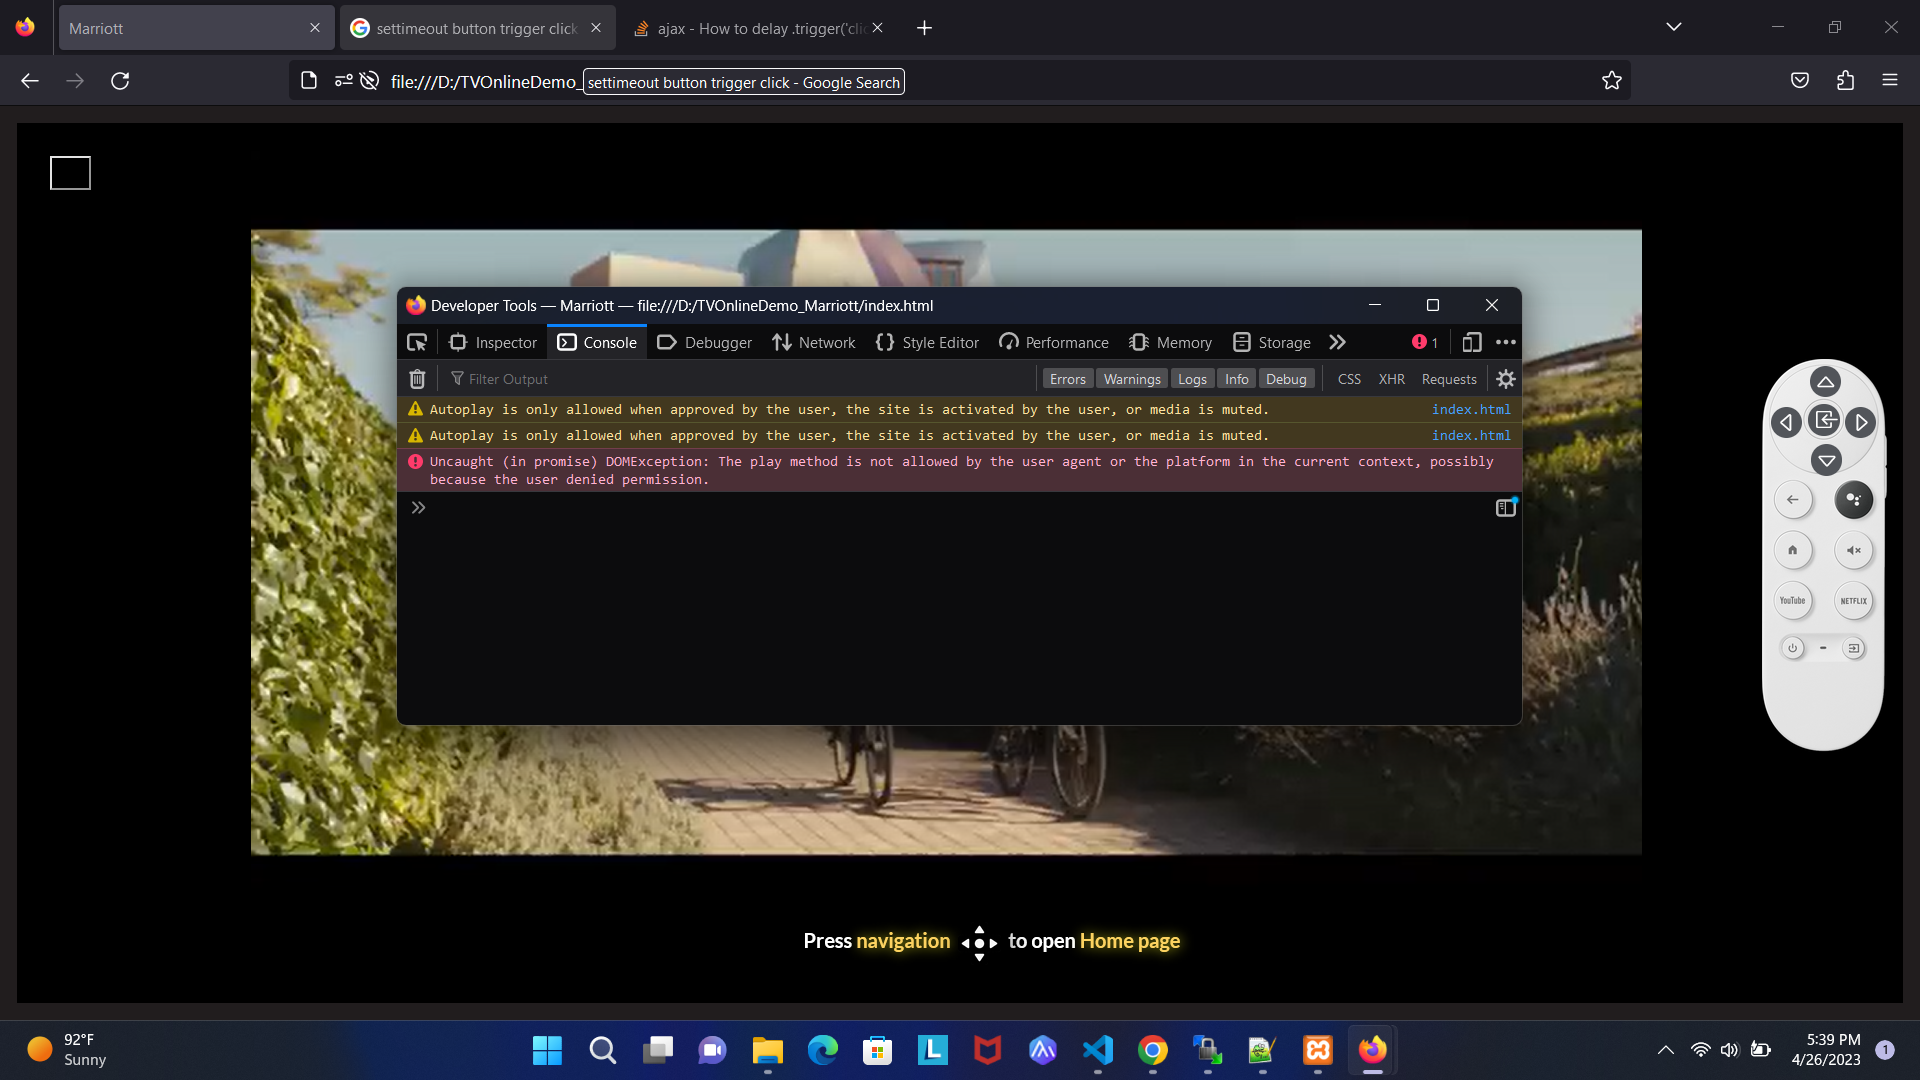 Marriott
settimeout button trigger click
ajax - How to delay .trigger('clic
file:///D:/TVOnlineDemo_
settimeout button trigger click - Google Search
Developer Tools — Marriott — file:///D:/TVOnlineDemo_Marriott/index.html
Inspector Console Debugger Network Style Editor Performance Memory Storage 1
Filter Output Errors Warnings Logs Info Debug CSS XHR Requests
Autoplay is only allowed when approved by the user, the site is activated by the user, or media is muted. index.html
Autoplay is only allowed when approved by the user, the site is activated by the user, or media is muted. index.html
Uncaught (in promise) DOMException: The play method is not allowed by the user agent or the platform in the current context, possibly
because the user denied permission.
YouTube NETFLIX
Press navigation to open Home page
92°F
Sunny
L
5:39 PM
4/26/2023
1